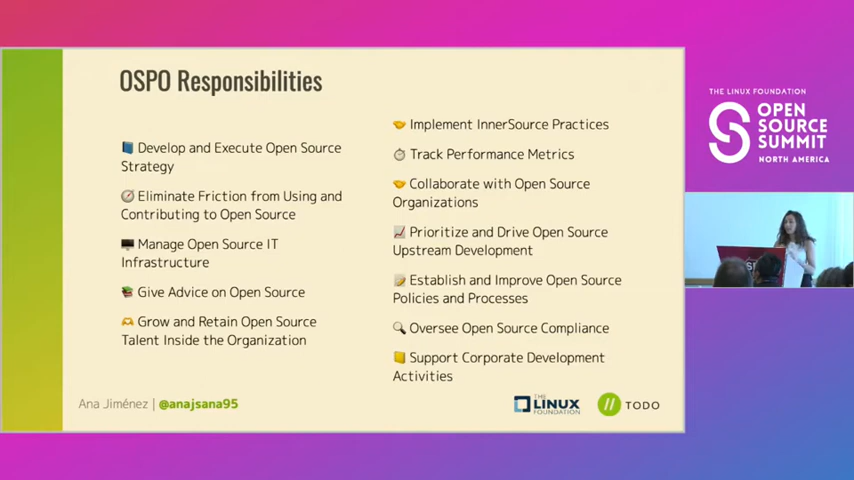 OSPO Responsibilities
📘 Develop and Execute Open Source
Strategy
🧭 Eliminate Friction from Using and
Contributing to Open Source
🖥️ Manage Open Source IT
Infrastructure
📚 Give Advice on Open Source
🫶 Grow and Retain Open Source
Talent Inside the Organization
🤝 Implement InnerSource Practices
⏱️ Track Performance Metrics
🤝 Collaborate with Open Source
Organizations
📈 Prioritize and Drive Open Source
Upstream Development
📝 Establish and Improve Open Source
Policies and Processes
🔍 Oversee Open Source Compliance
📒 Support Corporate Development
Activities
Ana Jiménez | @anajsana95
THE
LINUX
FOUNDATION
// TODO
THE LINUX FOUNDATION
OPEN
SOURCE
SUMMIT
NORTH AMERICA